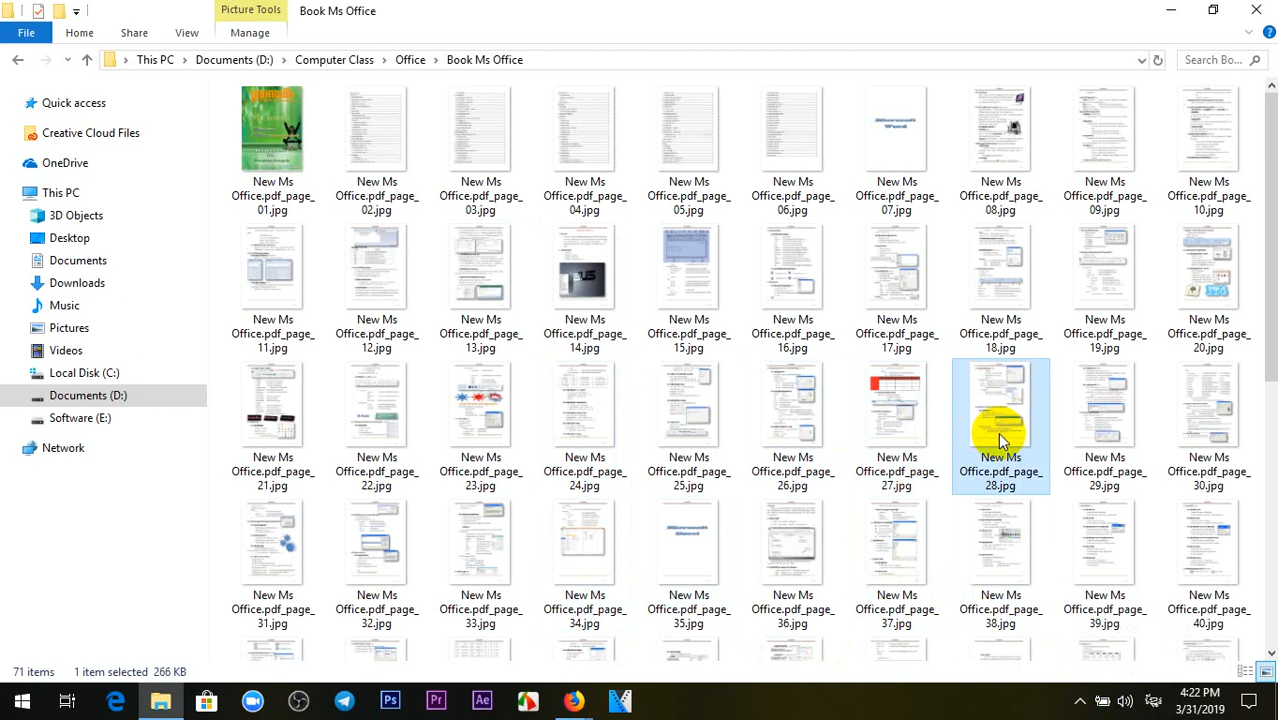 Picture Tools
Book Ms Office
File
Home
Share
View
Manage
This PC
Documents (D:)
Computer Class
Office
Book Ms Office
Search Bo...
Quick access
Creative Cloud Files
OneDrive
This PC
3D Objects
Desktop
Documents
Downloads
Music
Pictures
Videos
Local Disk (C:)
Documents (D:)
Software (E:)
Network
New Ms Office.pdf_page_01.jpg
New Ms Office.pdf_page_02.jpg
New Ms Office.pdf_page_03.jpg
New Ms Office.pdf_page_04.jpg
New Ms Office.pdf_page_05.jpg
New Ms Office.pdf_page_06.jpg
New Ms Office.pdf_page_07.jpg
New Ms Office.pdf_page_08.jpg
New Ms Office.pdf_page_09.jpg
New Ms Office.pdf_page_10.jpg
New Ms Office.pdf_page_11.jpg
New Ms Office.pdf_page_12.jpg
New Ms Office.pdf_page_13.jpg
New Ms Office.pdf_page_14.jpg
New Ms Office.pdf_page_15.jpg
New Ms Office.pdf_page_16.jpg
New Ms Office.pdf_page_17.jpg
New Ms Office.pdf_page_18.jpg
New Ms Office.pdf_page_19.jpg
New Ms Office.pdf_page_20.jpg
New Ms Office.pdf_page_21.jpg
New Ms Office.pdf_page_22.jpg
New Ms Office.pdf_page_23.jpg
New Ms Office.pdf_page_24.jpg
New Ms Office.pdf_page_25.jpg
New Ms Office.pdf_page_26.jpg
New Ms Office.pdf_page_27.jpg
New Ms Office.pdf_page_28.jpg
New Ms Office.pdf_page_29.jpg
New Ms Office.pdf_page_30.jpg
New Ms Office.pdf_page_31.jpg
New Ms Office.pdf_page_32.jpg
New Ms Office.pdf_page_33.jpg
New Ms Office.pdf_page_34.jpg
New Ms Office.pdf_page_35.jpg
New Ms Office.pdf_page_36.jpg
New Ms Office.pdf_page_37.jpg
New Ms Office.pdf_page_38.jpg
New Ms Office.pdf_page_39.jpg
New Ms Office.pdf_page_40.jpg
71 items
1 item selected 266 KB
Ps
Pr
Ae
4:22 PM
3/31/2019